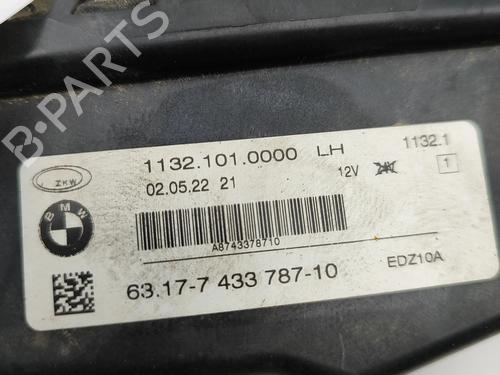 1132.101.0000 LH 1132.1
ZKW
02.05.22 21 12V 24V 1
BMW
A8743378710
63.17-7 433 787-10 EDZ10A
B-PARTS